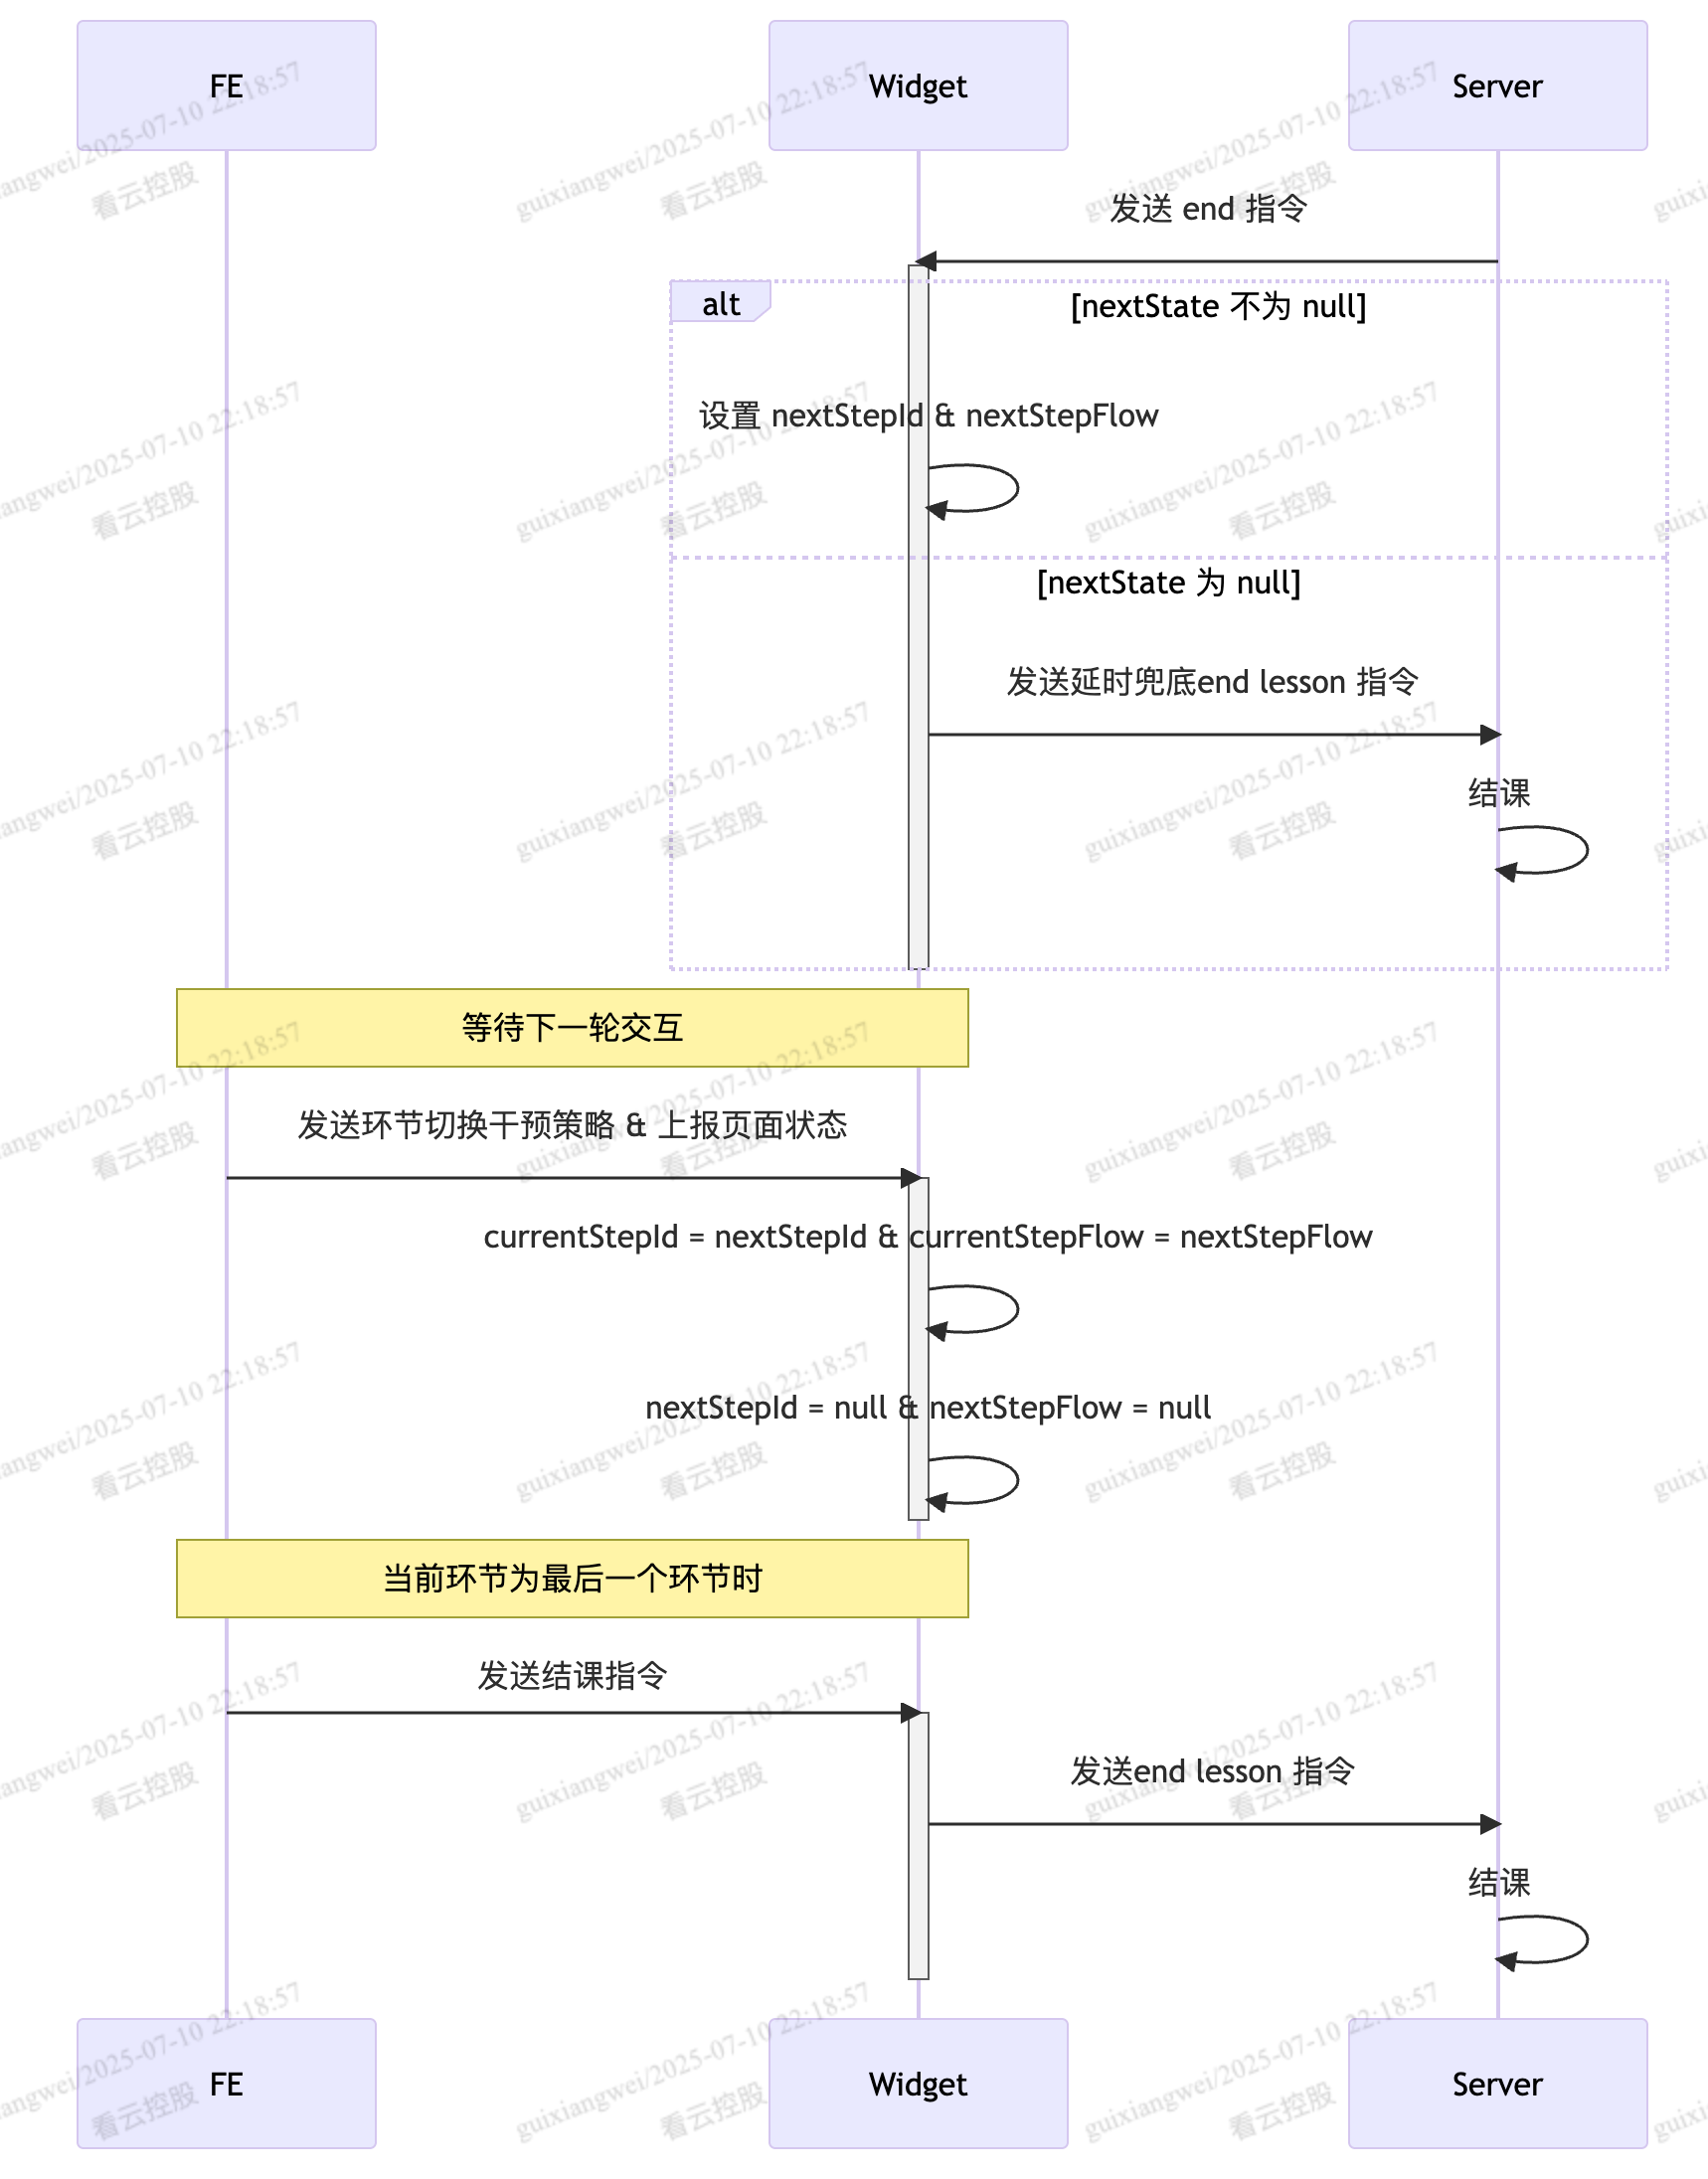 FE
Widget
Server
发送 end 指令
alt
[nextState 不为 null]
设置 nextStepId & nextStepFlow
[nextState 为 null]
发送延时兜底end lesson 指令
结课
等待下一轮交互
发送环节切换干预策略 & 上报页面状态
currentStepId = nextStepId & currentStepFlow = nextStepFlow
nextStepId = null & nextStepFlow = null
当前环节为最后一个环节时
发送结课指令
发送end lesson 指令
结课
FE
Widget
Server
guixiangwei/2025-07-10 22:18:57
看云控股